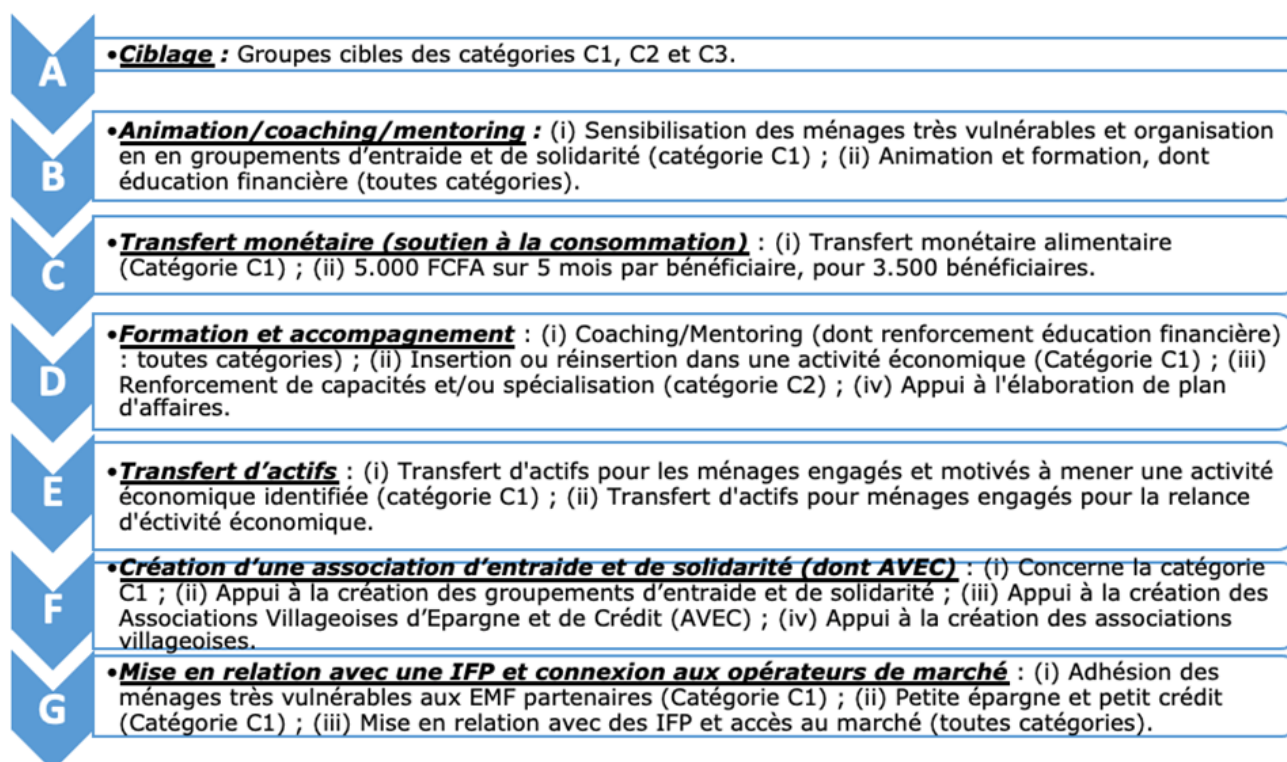 A
•Ciblage : Groupes cibles des catégories C1, C2 et C3.
B
•Animation/coaching/mentoring : (i) Sensibilisation des ménages très vulnérables et organisation
en en groupements d’entraide et de solidarité (catégorie C1) ; (ii) Animation et formation, dont
éducation financière (toutes catégories).
C
•Transfert monétaire (soutien à la consommation) : (i) Transfert monétaire alimentaire
(Catégorie C1) ; (ii) 5.000 FCFA sur 5 mois par bénéficiaire, pour 3.500 bénéficiaires.
D
•Formation et accompagnement : (i) Coaching/Mentoring (dont renforcement éducation financière)
: toutes catégories) ; (ii) Insertion ou réinsertion dans une activité économique (Catégorie C1) ; (iii)
Renforcement de capacités et/ou spécialisation (catégorie C2) ; (iv) Appui à l'élaboration de plan
d'affaires.
E
•Transfert d’actifs : (i) Transfert d'actifs pour les ménages engagés et motivés à mener une activité
économique identifiée (catégorie C1) ; (ii) Transfert d'actifs pour ménages engagés pour la relance
d'éctivité économique.
F
•Création d’une association d’entraide et de solidarité (dont AVEC) : (i) Concerne la catégorie
C1 ; (ii) Appui à la création des groupements d’entraide et de solidarité ; (iii) Appui à la création des
Associations Villageoises d’Epargne et de Crédit (AVEC) ; (iv) Appui à la création des associations
villageoises.
G
•Mise en relation avec une IFP et connexion aux opérateurs de marché : (i) Adhésion des
ménages très vulnérables aux EMF partenaires (Catégorie C1) ; (ii) Petite épargne et petit crédit
(Catégorie C1) ; (iii) Mise en relation avec des IFP et accès au marché (toutes catégories).